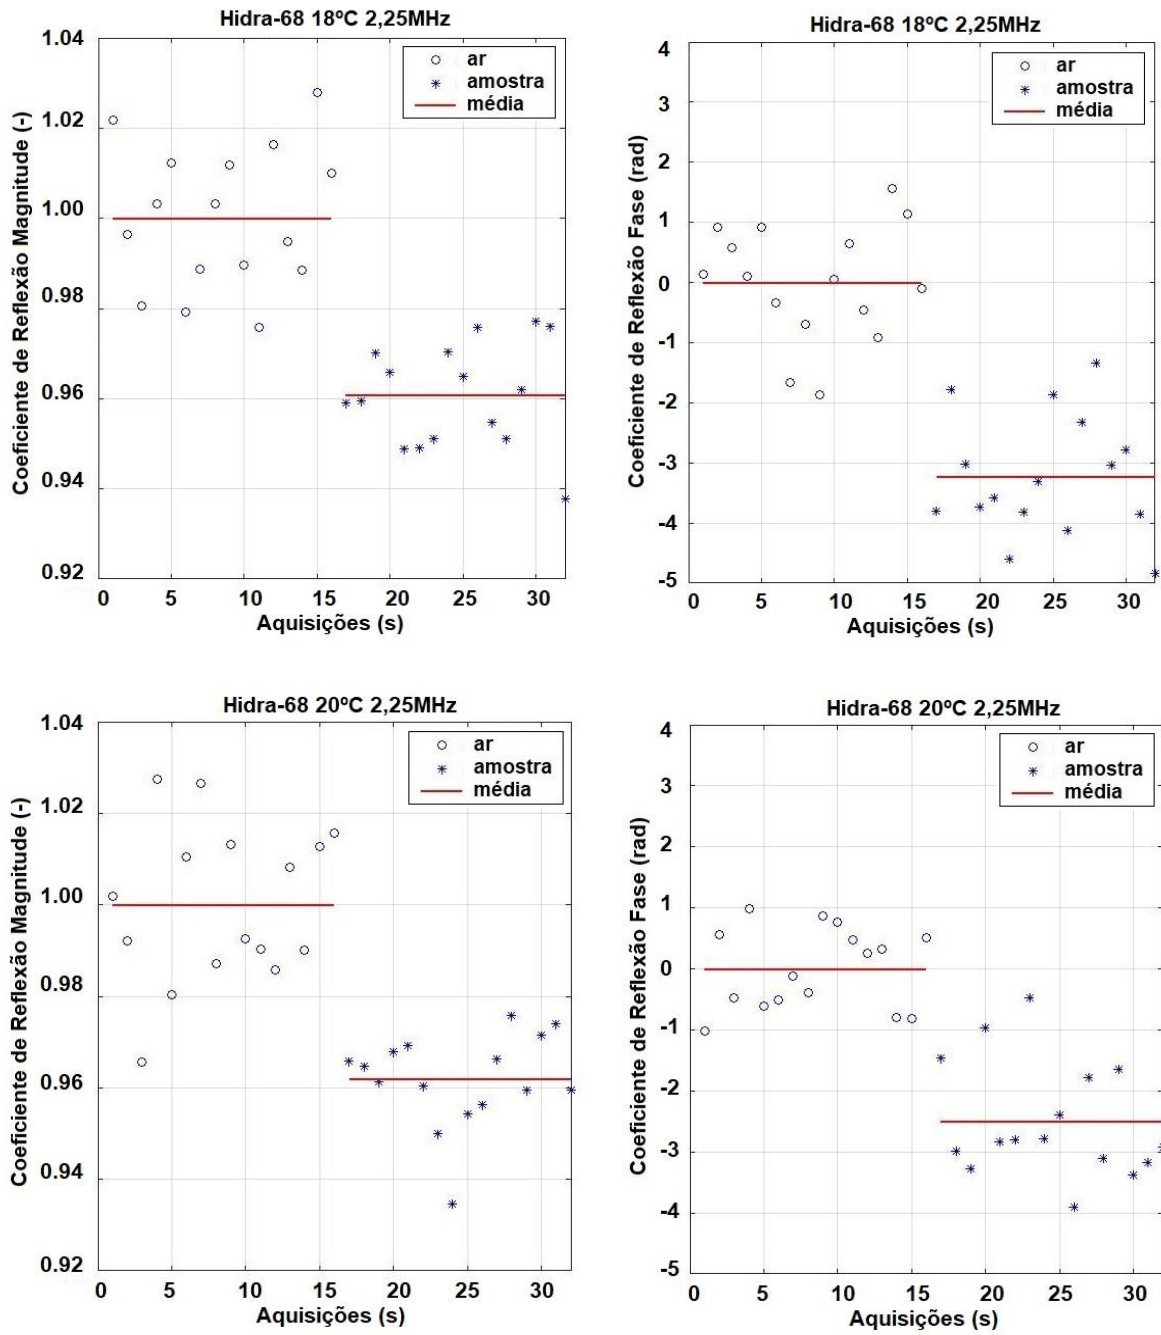 Hidra-68 18ºC 2,25MHz
Coeficiente de Reflexão Magnitude (-)
1.04
1.02
1.00
0.98
0.96
0.94
0.92
ar
amostra
média
0 5 10 15 20 25 30
Aquisições (s)
Hidra-68 18ºC 2,25MHz
Coeficiente de Reflexão Fase (rad)
4
3
2
1
0
-1
-2
-3
-4
-5
ar
amostra
média
0 5 10 15 20 25 30
Aquisições (s)
Hidra-68 20ºC 2,25MHz
Coeficiente de Reflexão Magnitude (-)
1.04
1.02
1.00
0.98
0.96
0.94
0.92
ar
amostra
média
0 5 10 15 20 25 30
Aquisições (s)
Hidra-68 20ºC 2,25MHz
Coeficiente de Reflexão Fase (rad)
4
3
2
1
0
-1
-2
-3
-4
-5
ar
amostra
média
0 5 10 15 20 25 30
Aquisições (s)